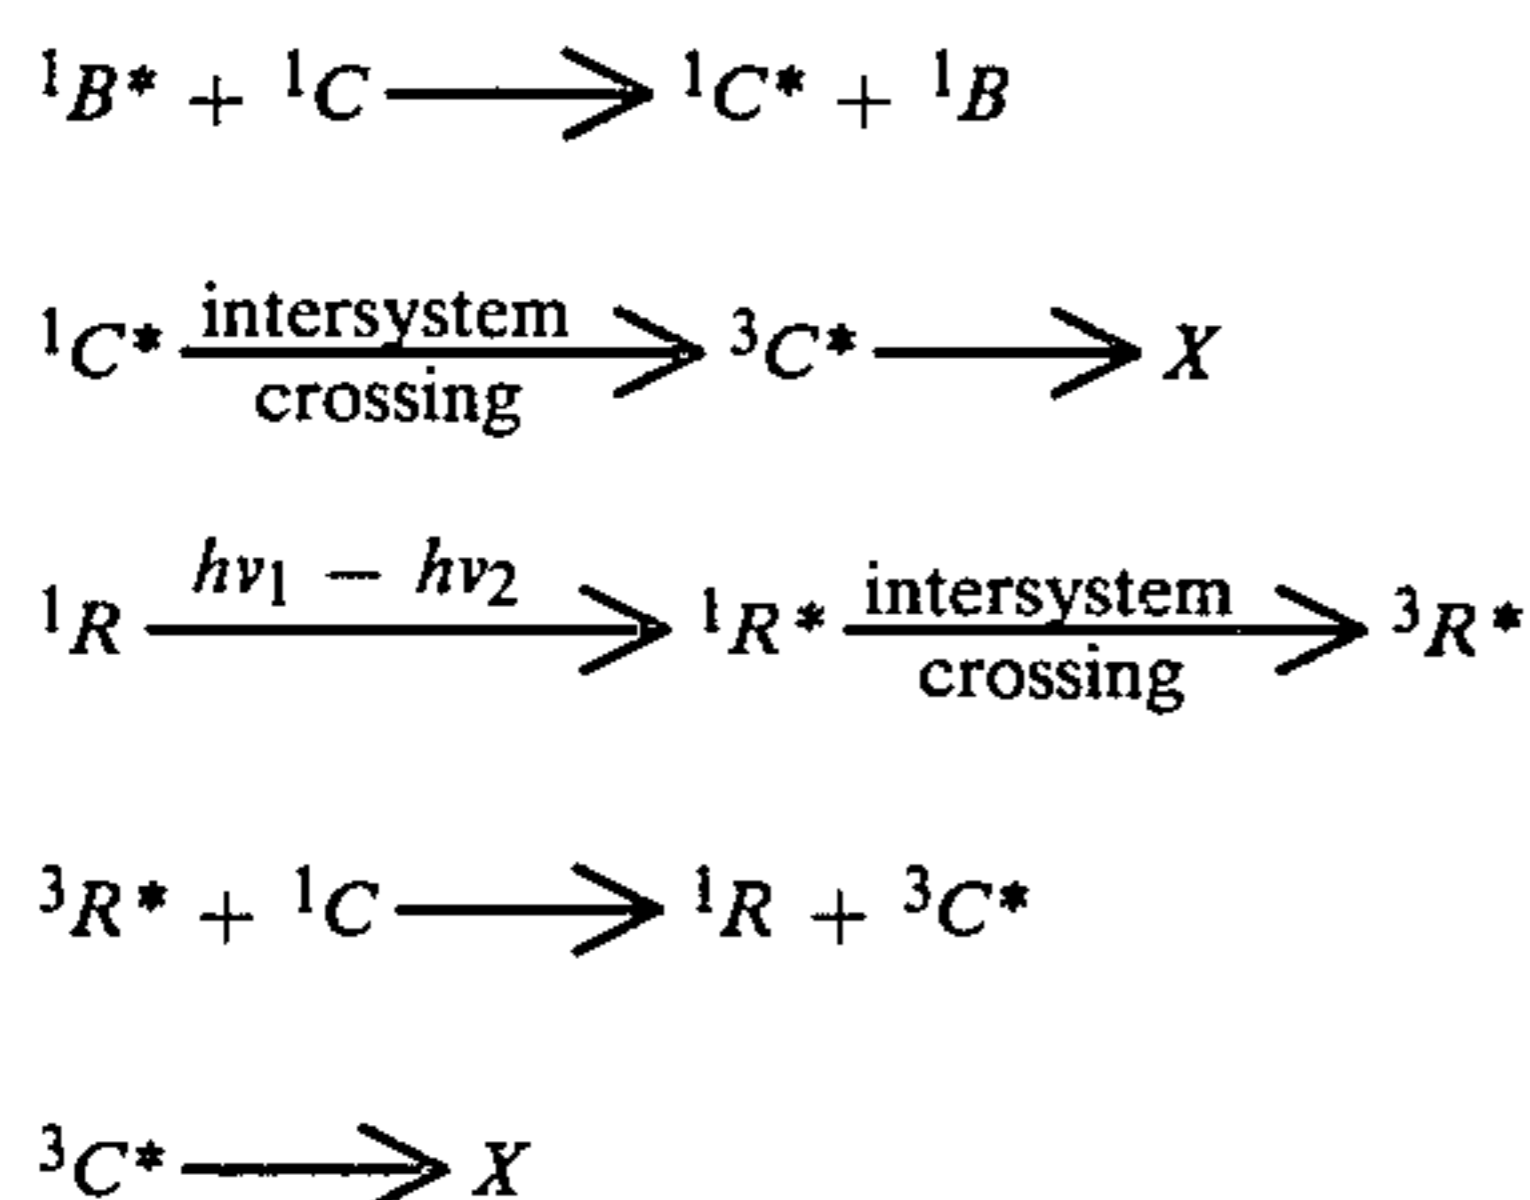 ¹B* + ¹C ⟶ ¹C* + ¹B
¹C* intersystem crossing ⟶ ³C* ⟶ X
¹R hν₁ − hν₂ ⟶ ¹R* intersystem crossing ⟶ ³R*
³R* + ¹C ⟶ ¹R + ³C*
³C* ⟶ X